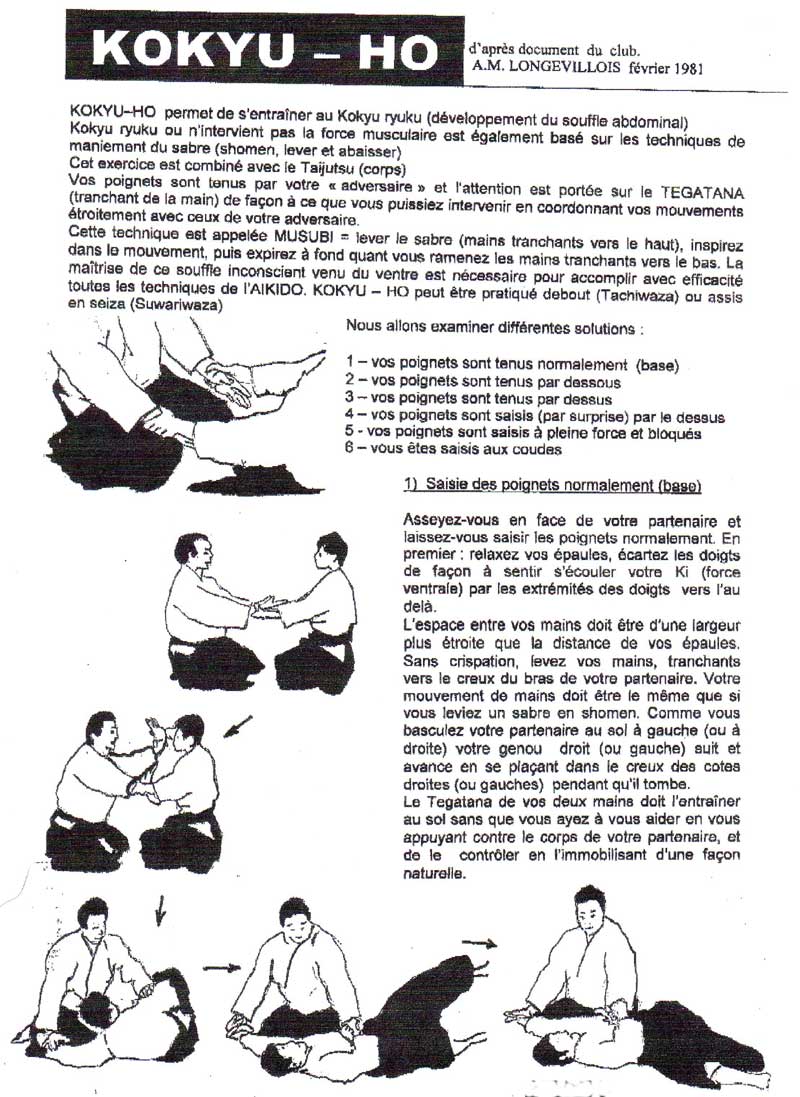 KOKYU – HO
d'après document du club.
A.M. LONGEVILLOIS février 1981
KOKYU–HO permet de s'entraîner au Kokyu ryuku (développement du souffle abdominal)
Kokyu ryuku ou n'intervient pas la force musculaire est également basé sur les techniques de
maniement du sabre (shomen, lever et abaisser)
Cet exercice est combiné avec le Taijutsu (corps)
Vos poignets sont tenus par votre « adversaire » et l'attention est portée sur le TEGATANA
(tranchant de la main) de façon à ce que vous puissiez intervenir en coordonnant vos mouvements
étroitement avec ceux de votre adversaire.
Cette technique est appelée MUSUBI = lever le sabre (mains tranchants vers le haut), inspirez
dans le mouvement, puis expirez à fond quant vous ramenez les mains tranchants vers le bas. La
maîtrise de ce souffle inconscient venu du ventre est nécessaire pour accomplir avec efficacité
toutes les techniques de l'AIKIDO. KOKYU – HO peut être pratiqué debout (Tachiwaza) ou assis
en seiza (Suwariwaza)
Nous allons examiner différentes solutions :
1 – vos poignets sont tenus normalement (base)
2 – vos poignets sont tenus par dessous
3 – vos poignets sont tenus par dessus
4 – vos poignets sont saisis (par surprise) par le dessus
5 - vos poignets sont saisis à pleine force et bloqués
6 – vous êtes saisis aux coudes
1) Saisie des poignets normalement (base)
Asseyez-vous en face de votre partenaire et
laissez-vous saisir les poignets normalement. En
premier : relaxez vos épaules, écartez les doigts
de façon à sentir s'écouler votre Ki (force
ventrale) par les extrémités des doigts vers l'au
delà.
L'espace entre vos mains doit être d'une largeur
plus étroite que la distance de vos épaules.
Sans crispation, levez vos mains, tranchants
vers le creux du bras de votre partenaire. Votre
mouvement de mains doit être le même que si
vous leviez un sabre en shomen. Comme vous
basculez votre partenaire au sol à gauche (ou à
droite) votre genou droit (ou gauche) suit et
avance en se plaçant dans le creux des cotes
droites (ou gauches) pendant qu'il tombe.
Le Tegatana de vos deux mains doit l'entraîner
au sol sans que vous ayez à vous aider en vous
appuyant contre le corps de votre partenaire, et
de le contrôler en l'immobilisant d'une façon
naturelle.